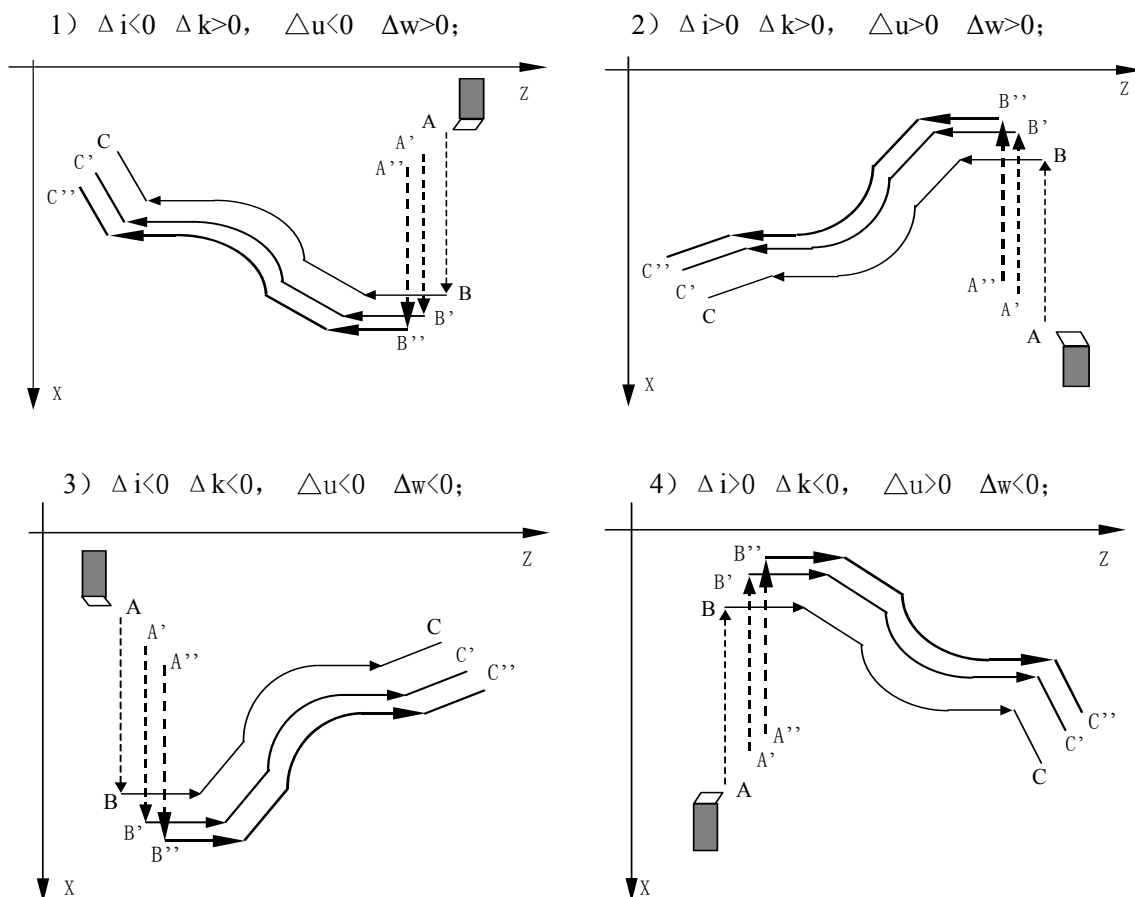 1) Δi<0 Δk>0, △u<0 Δw>0;
2) Δi>0 Δk>0, △u>0 Δw>0;
Z
A
A’
A’’
C
C’
C’’
B
B’
B’’
X
Z
B’’
B’
B
C’’
C’
C
A’’
A’
A
X
3) Δi<0 Δk<0, △u<0 Δw<0;
4) Δi>0 Δk<0, △u>0 Δw<0;
Z
A
A’
A’’
C
C’
C’’
B
B’
B’’
X
Z
B’’
B’
B
C’’
C’
C
A’’
A’
A
X